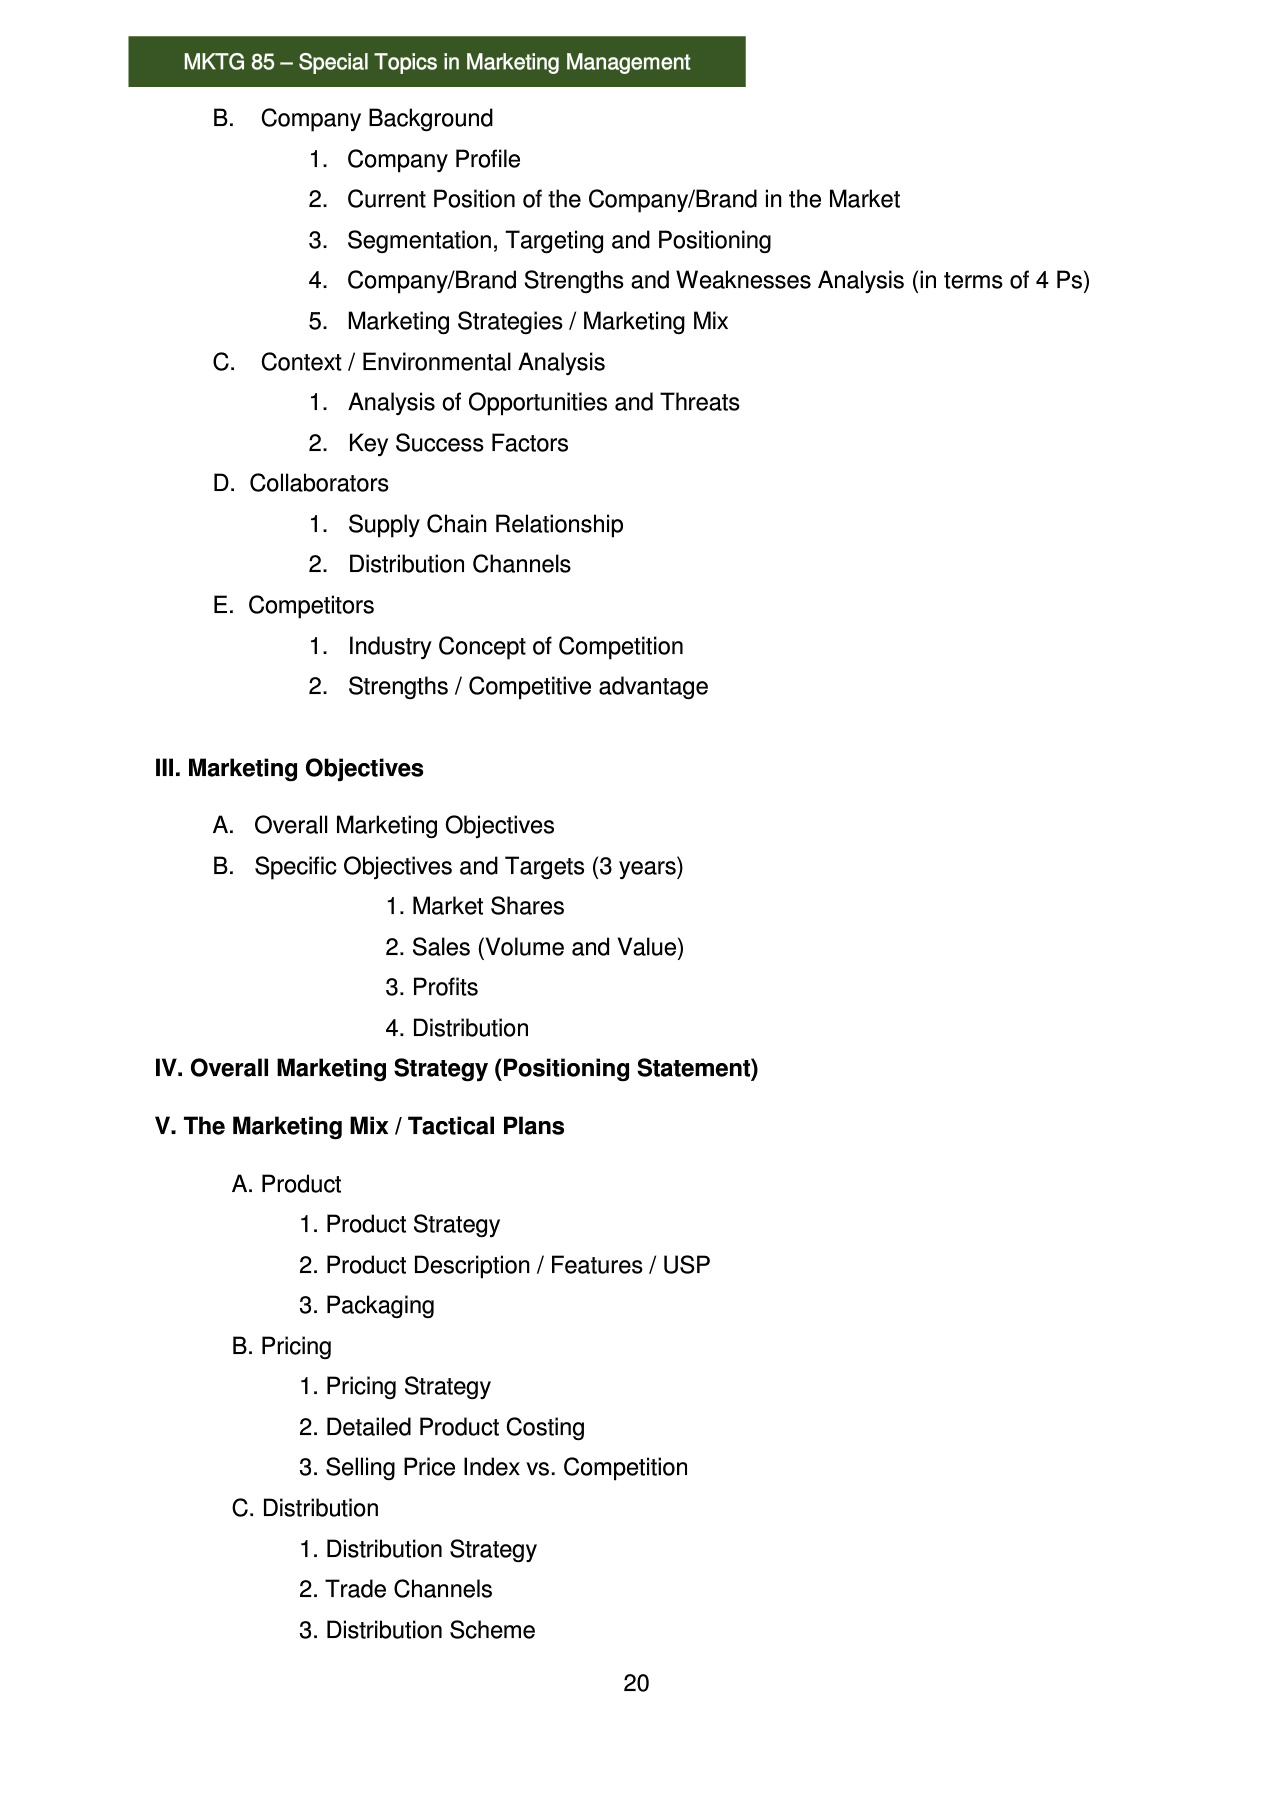 MKTG 85 – Special Topics in Marketing Management
B. Company Background
1. Company Profile
2. Current Position of the Company/Brand in the Market
3. Segmentation, Targeting and Positioning
4. Company/Brand Strengths and Weaknesses Analysis (in terms of 4 Ps)
5. Marketing Strategies / Marketing Mix
C. Context / Environmental Analysis
1. Analysis of Opportunities and Threats
2. Key Success Factors
D. Collaborators
1. Supply Chain Relationship
2. Distribution Channels
E. Competitors
1. Industry Concept of Competition
2. Strengths / Competitive advantage
III. Marketing Objectives
A. Overall Marketing Objectives
B. Specific Objectives and Targets (3 years)
1. Market Shares
2. Sales (Volume and Value)
3. Profits
4. Distribution
IV. Overall Marketing Strategy (Positioning Statement)
V. The Marketing Mix / Tactical Plans
A. Product
1. Product Strategy
2. Product Description / Features / USP
3. Packaging
B. Pricing
1. Pricing Strategy
2. Detailed Product Costing
3. Selling Price Index vs. Competition
C. Distribution
1. Distribution Strategy
2. Trade Channels
3. Distribution Scheme
20